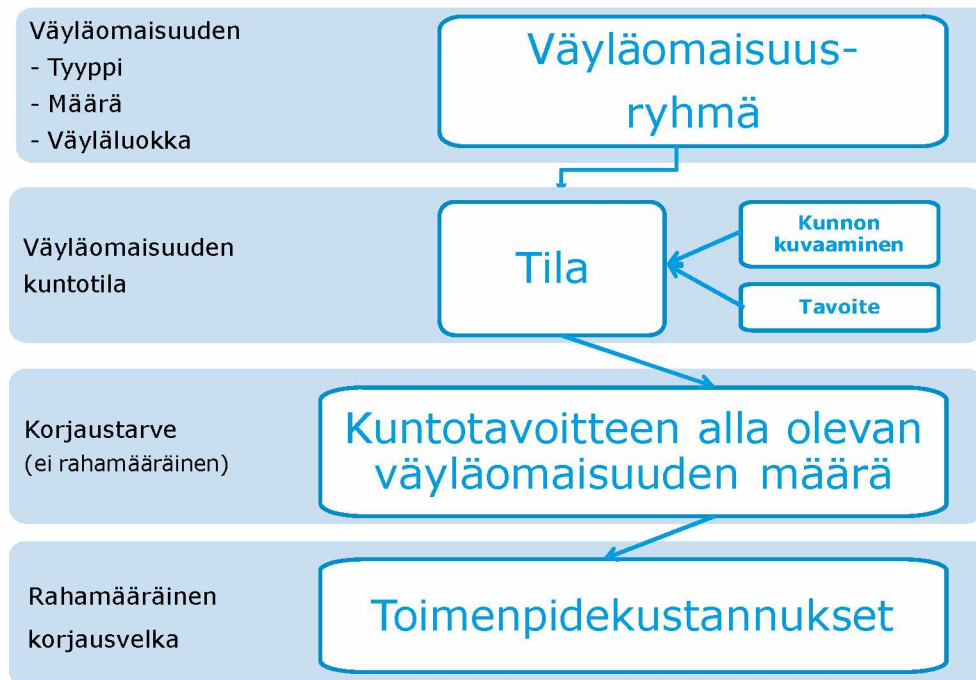 Väyläomaisuuden
- Tyyppi
- Määrä
- Väyläluokka
Väyläomaisuus-
ryhmä
Väyläomaisuuden
kuntotila
Tila
Kunnon
kuvaaminen
Tavoite
Korjaustarve
(ei rahamääräinen)
Kuntotavoitteen alla olevan
väyläomaisuuden määrä
Rahamääräinen
korjausvelka
Toimenpidekustannukset